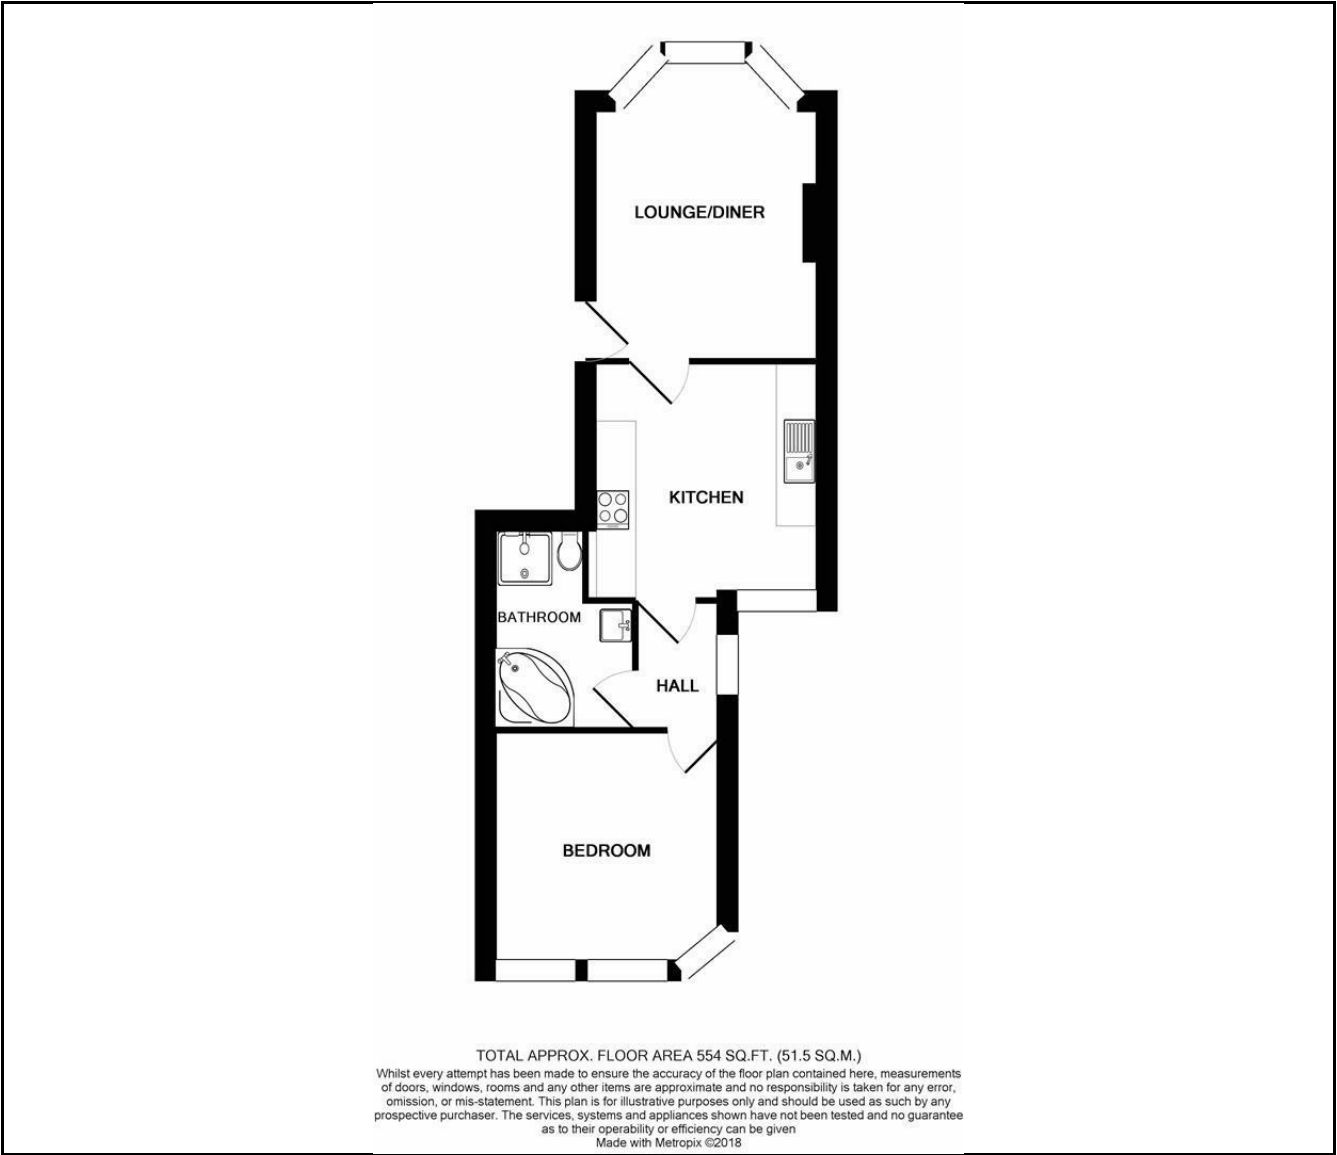 LOUNGE/DINER
KITCHEN
BATHROOM
HALL
BEDROOM
TOTAL APPROX. FLOOR AREA 554 SQ.FT. (51.5 SQ.M.)
Whilst every attempt has been made to ensure the accuracy of the floor plan contained here, measurements
of doors, windows, rooms and any other items are approximate and no responsibility is taken for any error,
omission, or mis-statement. This plan is for illustrative purposes only and should be used as such by any
prospective purchaser. The services, systems and appliances shown have not been tested and no guarantee
as to their operability or efficiency can be given
Made with Metropix ©2018